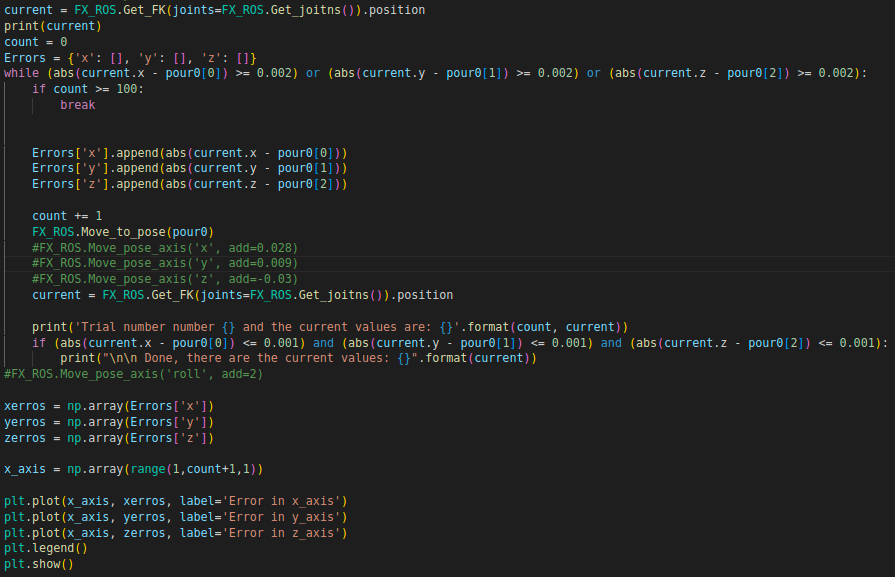 current = FX_ROS.Get_FK(joints=FX_ROS.Get_joitns()).position
print(current)
count = 0
Errors = {'x': [], 'y': [], 'z': []}
while (abs(current.x - pour0[0]) >= 0.002) or (abs(current.y - pour0[1]) >= 0.002) or (abs(current.z - pour0[2]) >= 0.002):
    if count >= 100:
        break
    Errors['x'].append(abs(current.x - pour0[0]))
    Errors['y'].append(abs(current.y - pour0[1]))
    Errors['z'].append(abs(current.z - pour0[2]))
    count += 1
    FX_ROS.Move_to_pose(pour0)
    #FX_ROS.Move_pose_axis('x', add=0.028)
    #FX_ROS.Move_pose_axis('y', add=0.009)
    #FX_ROS.Move_pose_axis('z', add=-0.03)
    current = FX_ROS.Get_FK(joints=FX_ROS.Get_joitns()).position
    print('Trial number number {} and the current values are: {}'.format(count, current))
    if (abs(current.x - pour0[0]) <= 0.001) and (abs(current.y - pour0[1]) <= 0.001) and (abs(current.z - pour0[2]) <= 0.001):
        print("\n\n Done, there are the current values: {}".format(current))
#FX_ROS.Move_pose_axis('roll', add=2)
xerros = np.array(Errors['x'])
yerros = np.array(Errors['y'])
zerros = np.array(Errors['z'])
x_axis = np.array(range(1,count+1,1))
plt.plot(x_axis, xerros, label='Error in x_axis')
plt.plot(x_axis, yerros, label='Error in y_axis')
plt.plot(x_axis, zerros, label='Error in z_axis')
plt.legend()
plt.show()